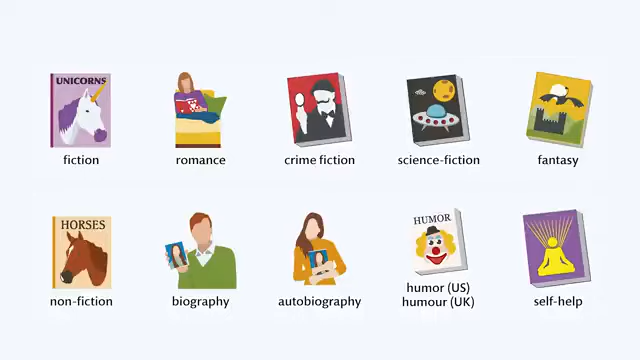 UNICORNS
fiction
romance
crime fiction
science-fiction
fantasy
HORSES
non-fiction
biography
autobiography
HUMOR
humor (US)
humour (UK)
self-help